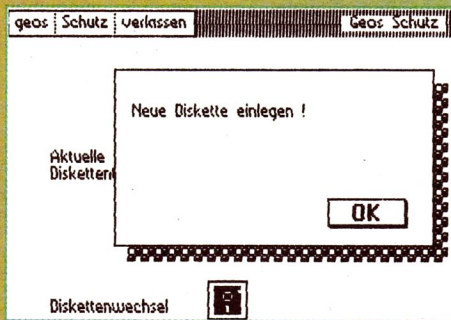 geos Schutz verlassen Geos Schutz
Neue Diskette einlegen !
Aktuelle
OK
Diskettenwechsel